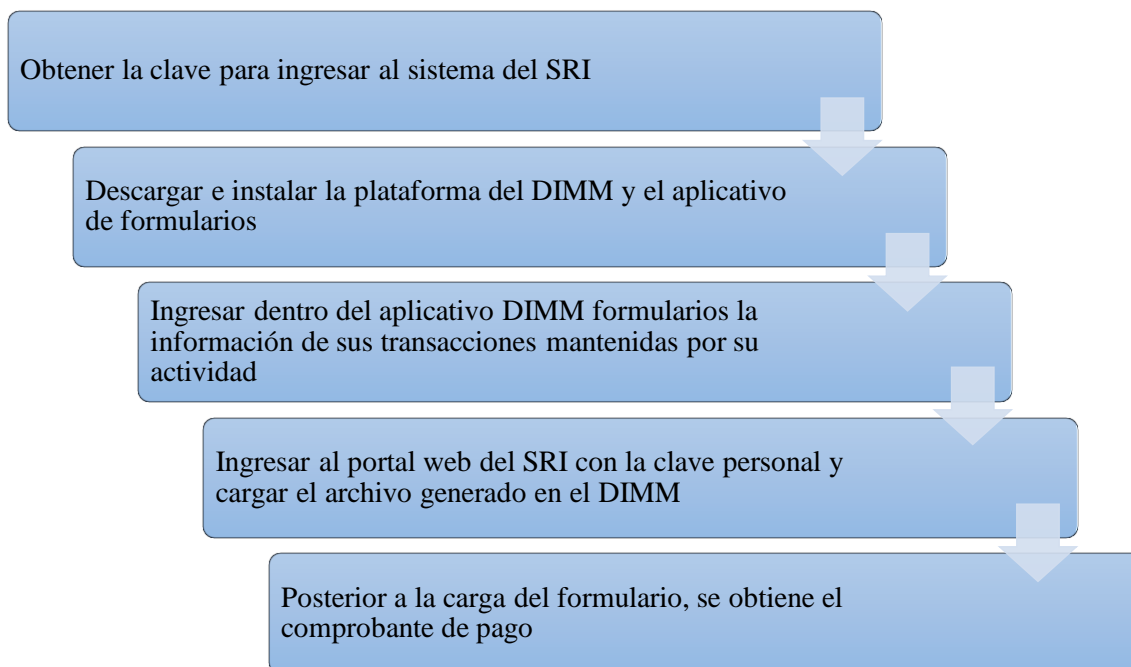 Obtener la clave para ingresar al sistema del SRI
Descargar e instalar la plataforma del DIMM y el aplicativo
de formularios
Ingresar dentro del aplicativo DIMM formularios la
información de sus transacciones mantenidas por su
actividad
Ingresar al portal web del SRI con la clave personal y
cargar el archivo generado en el DIMM
Posterior a la carga del formulario, se obtiene el
comprobante de pago